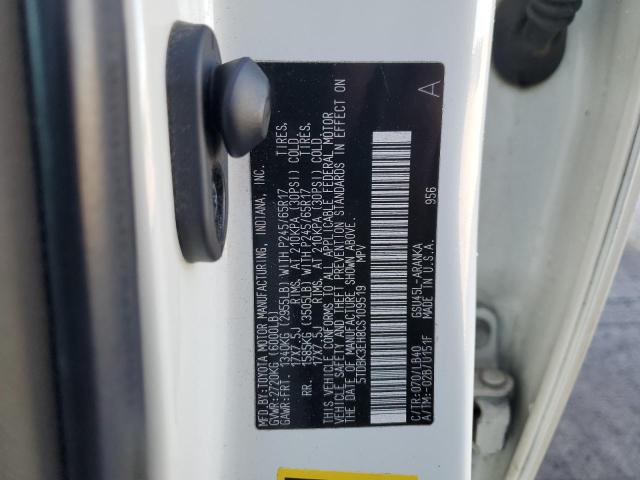 MFD.BY:TOYOTA MOTOR MANUFACTURING, INDIANA, INC.
GVWR:2720KG (6000LB)
GAWR:FRT. 1340KG (2955LB) WITH P245/65R17 TIRES,
17X7.5J RIMS, AT 210KPA (30PSI) COLD
RR. 1585KG (3505LB) WITH P245/65R17 TIRES,
17X7.5J RIMS, AT 210KPA (30PSI) COLD.
THIS VEHICLE CONFORMS TO ALL APPLICABLE FEDERAL MOTOR
VEHICLE SAFETY AND THEFT PREVENTION STANDARDS IN EFFECT ON
THE DATE OF MANUFACTURE SHOWN ABOVE.
5TDBK3EH8CS109519 MPV
A
956
C/TR:070/LB40 GSU45L-ARANKA
A/TM:-02B/U151F MADE IN U.S.A.